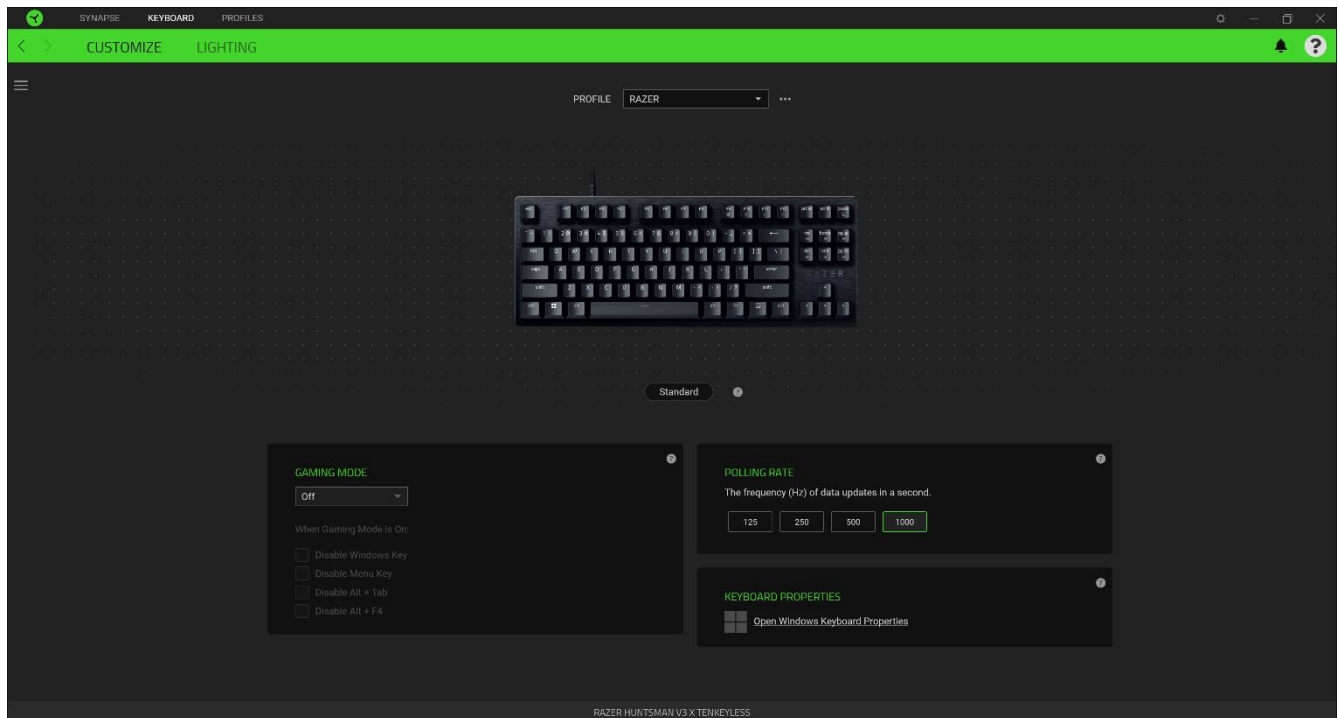 SYNAPSE KEYBOARD PROFILES
CUSTOMIZE LIGHTING
PROFILE RAZER
Standard
GAMING MODE
Off
When Gaming Mode is On:
Disable Windows Key
Disable Menu Key
Disable Alt + Tab
Disable Alt + F4
POLLING RATE
The frequency (Hz) of data updates in a second.
125 250 500 1000
KEYBOARD PROPERTIES
Open Windows Keyboard Properties
RAZER HUNTSMAN V3 X TENKEYLESS